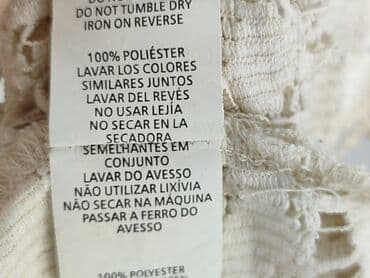 DO NOT TUMBLE DRY
IRON ON REVERSE
100% POLIÉSTER
LAVAR LOS COLORES
SIMILARES JUNTOS
LAVAR DEL REVÉS
NO USAR LEJÍA
NO SECAR EN LA
SECADORA
SEMELHANTES EM
CONJUNTO
LAVAR DO AVESSO
NÃO UTILIZAR LIXÍVIA
NÃO SECAR NA MÁQUINA
PASSAR A FERRO DO
AVESSO
100% POLYESTER